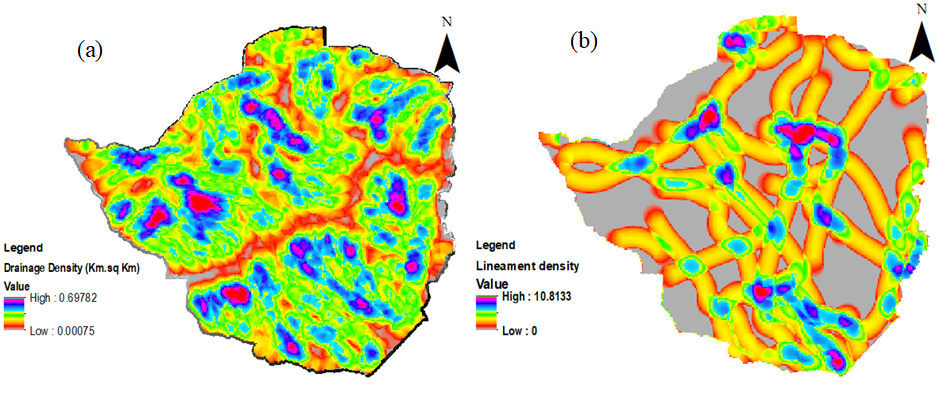 (a)
N
Legend
Drainage Density (Km.sq Km)
Value
High : 0.69782
Low : 0.00075
(b)
N
Legend
Lineament density
Value
High : 10.8133
Low : 0